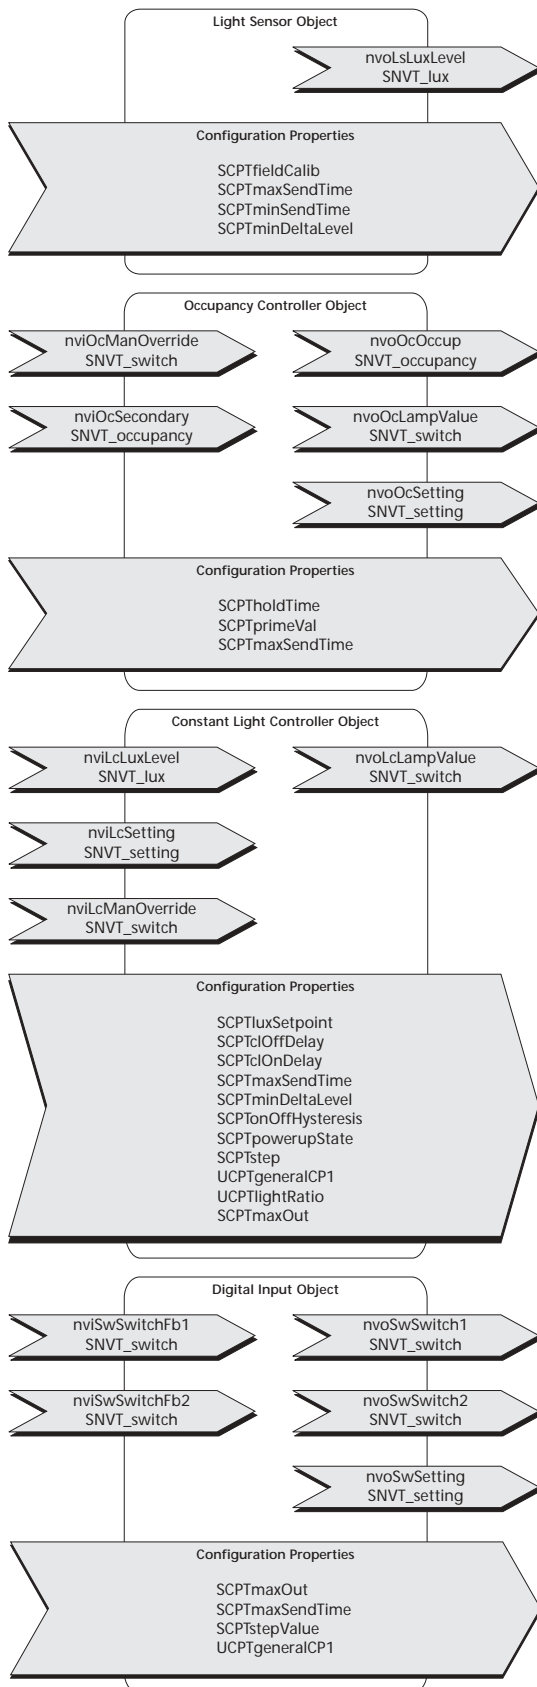 Light Sensor Object
nvoLsLuxLevel
SNVT_lux
Configuration Properties
SCPTfieldCalib
SCPTmaxSendTime
SCPTminSendTime
SCPTminDeltaLevel
Occupancy Controller Object
nviOcManOverride
SNVT_switch
nvoOcOccup
SNVT_occupancy
nviOcSecondary
SNVT_occupancy
nvoOcLampValue
SNVT_switch
nvoOcSetting
SNVT_setting
Configuration Properties
SCPTholdTime
SCPTprimeVal
SCPTmaxSendTime
Constant Light Controller Object
nviLcLuxLevel
SNVT_lux
nvoLcLampValue
SNVT_switch
nviLcSetting
SNVT_setting
nviLcManOverride
SNVT_switch
Configuration Properties
SCPTluxSetpoint
SCPTclOffDelay
SCPTclOnDelay
SCPTmaxSendTime
SCPTminDeltaLevel
SCPTonOffHysteresis
SCPTpowerupState
SCPTstep
UCPTgeneralCP1
UCPTlightRatio
SCPTmaxOut
Digital Input Object
nviSwSwitchFb1
SNVT_switch
nvoSwSwitch1
SNVT_switch
nviSwSwitchFb2
SNVT_switch
nvoSwSwitch2
SNVT_switch
nvoSwSetting
SNVT_setting
Configuration Properties
SCPTmaxOut
SCPTmaxSendTime
SCPTstepValue
UCPTgeneralCP1